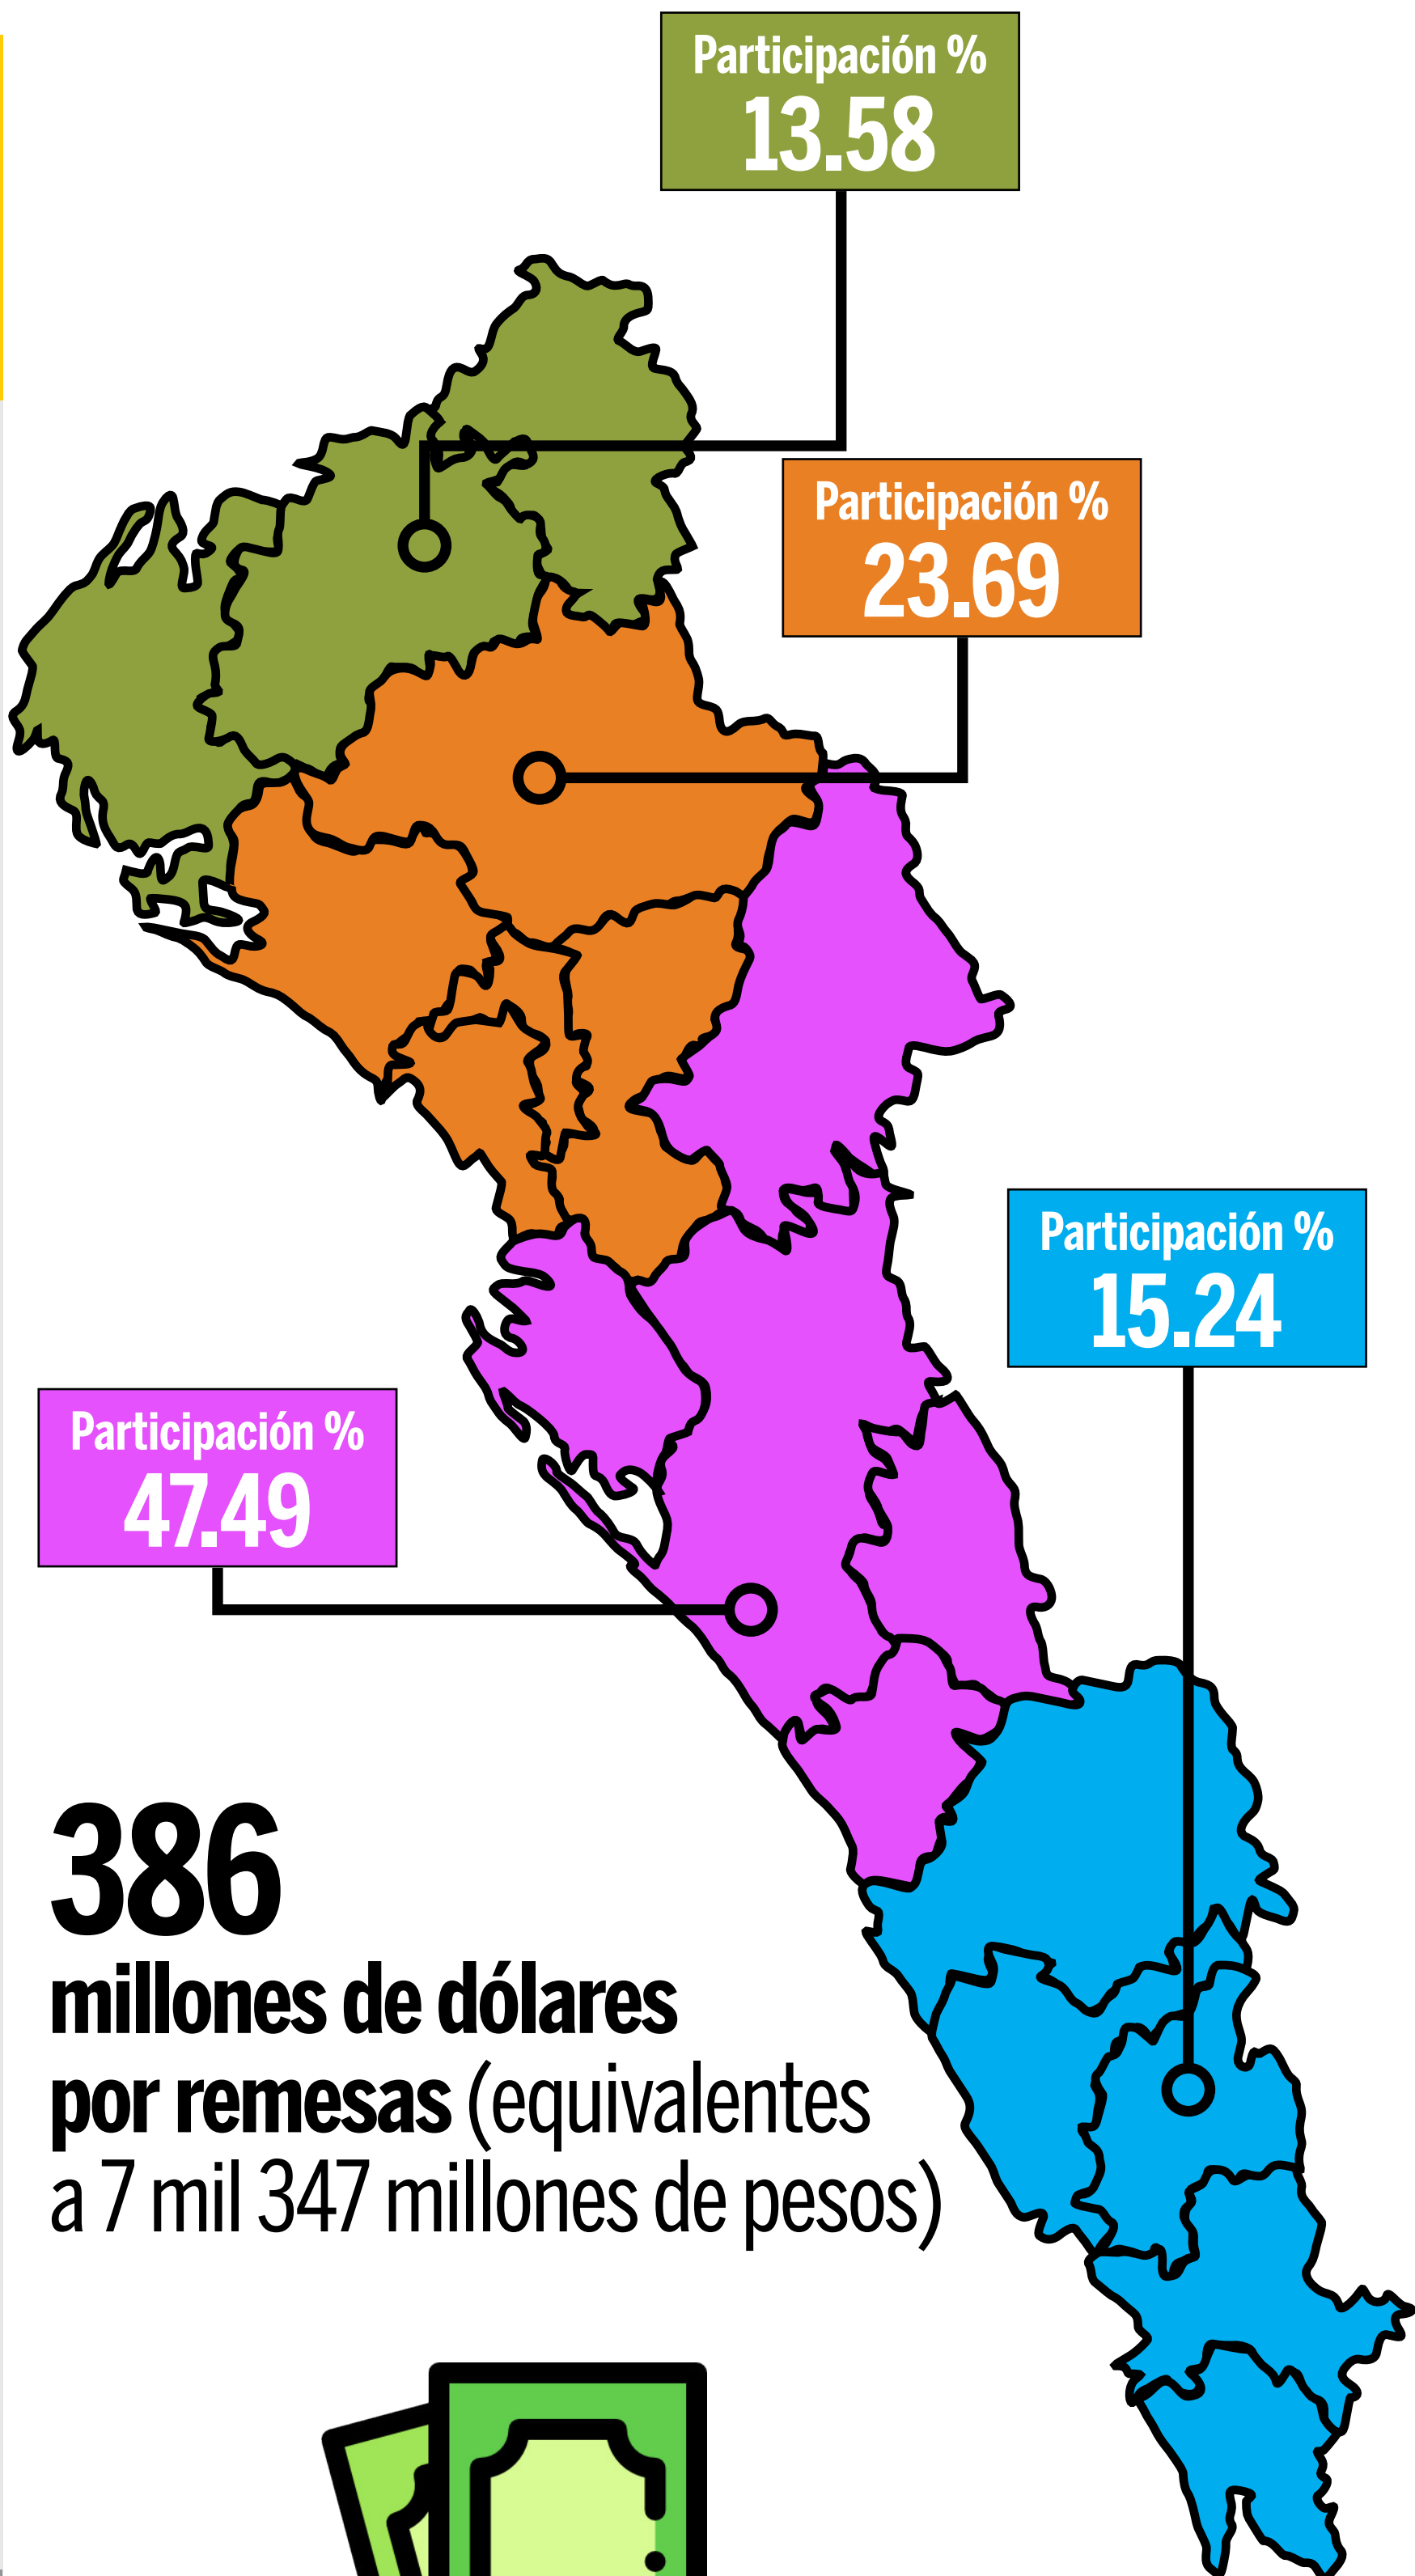 Participación %
13.58
Participación %
23.69
Participación %
15.24
Participación %
47.49
386
millones de dólares
por remesas (equivalentes
a 7 mil 347 millones de pesos)